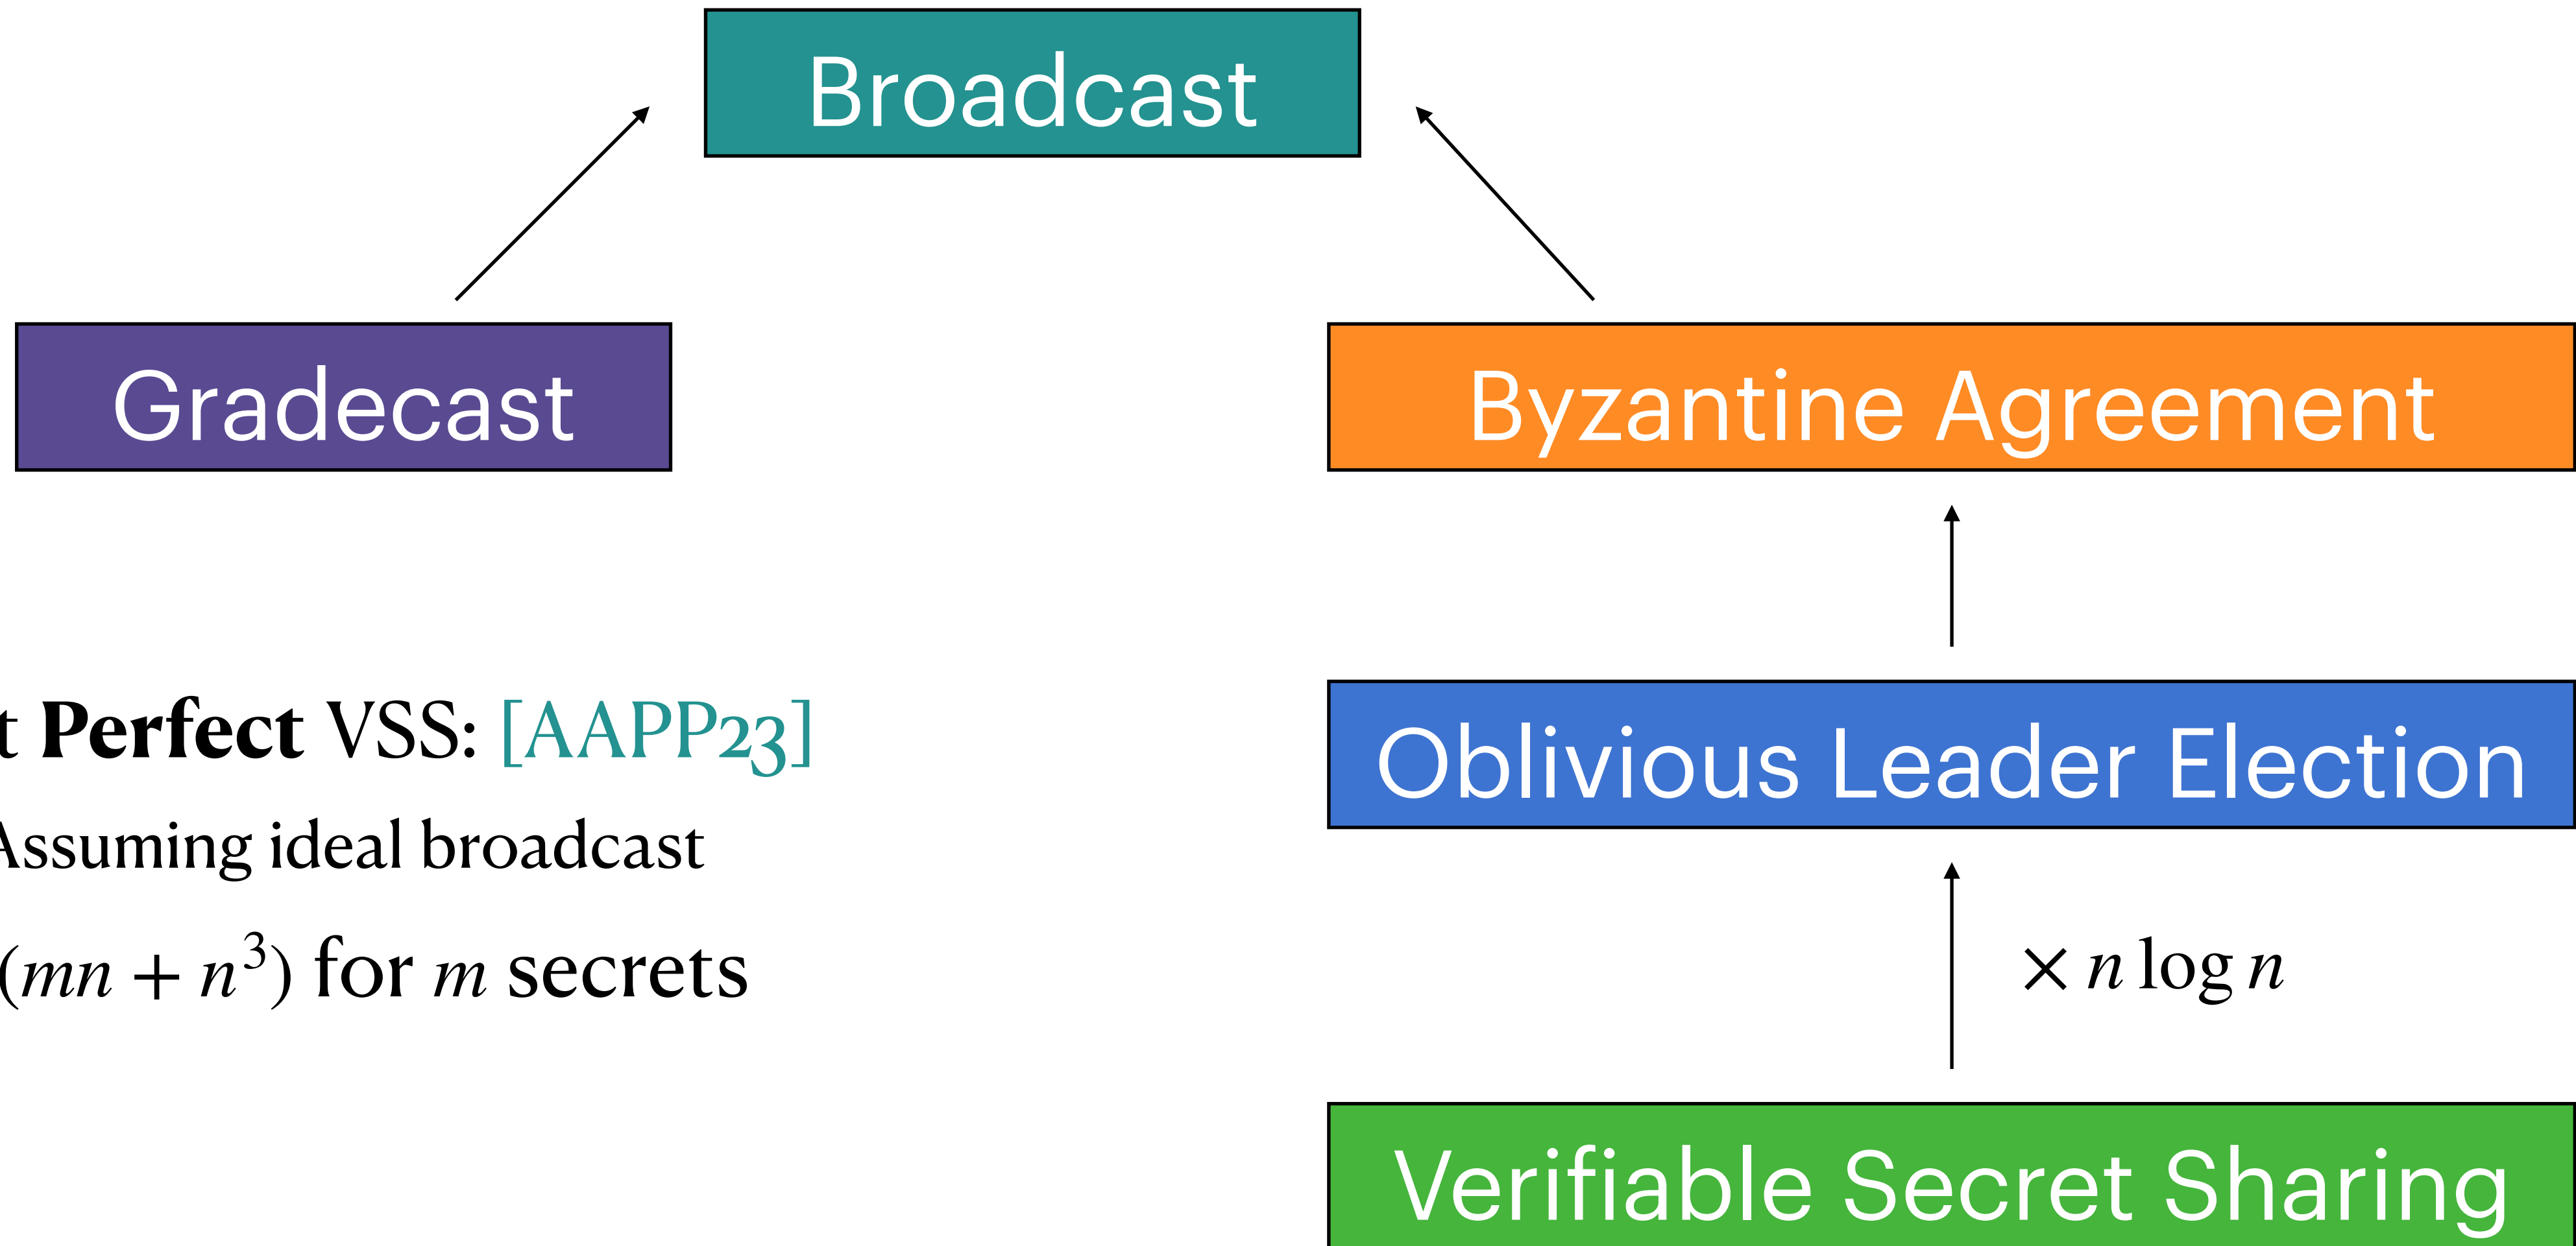 Broadcast
Gradecast
Byzantine Agreement
t Perfect VSS: [AAPP23]
Assuming ideal broadcast
(mn + n³) for m secrets
Oblivious Leader Election
× n log n
Verifiable Secret Sharing